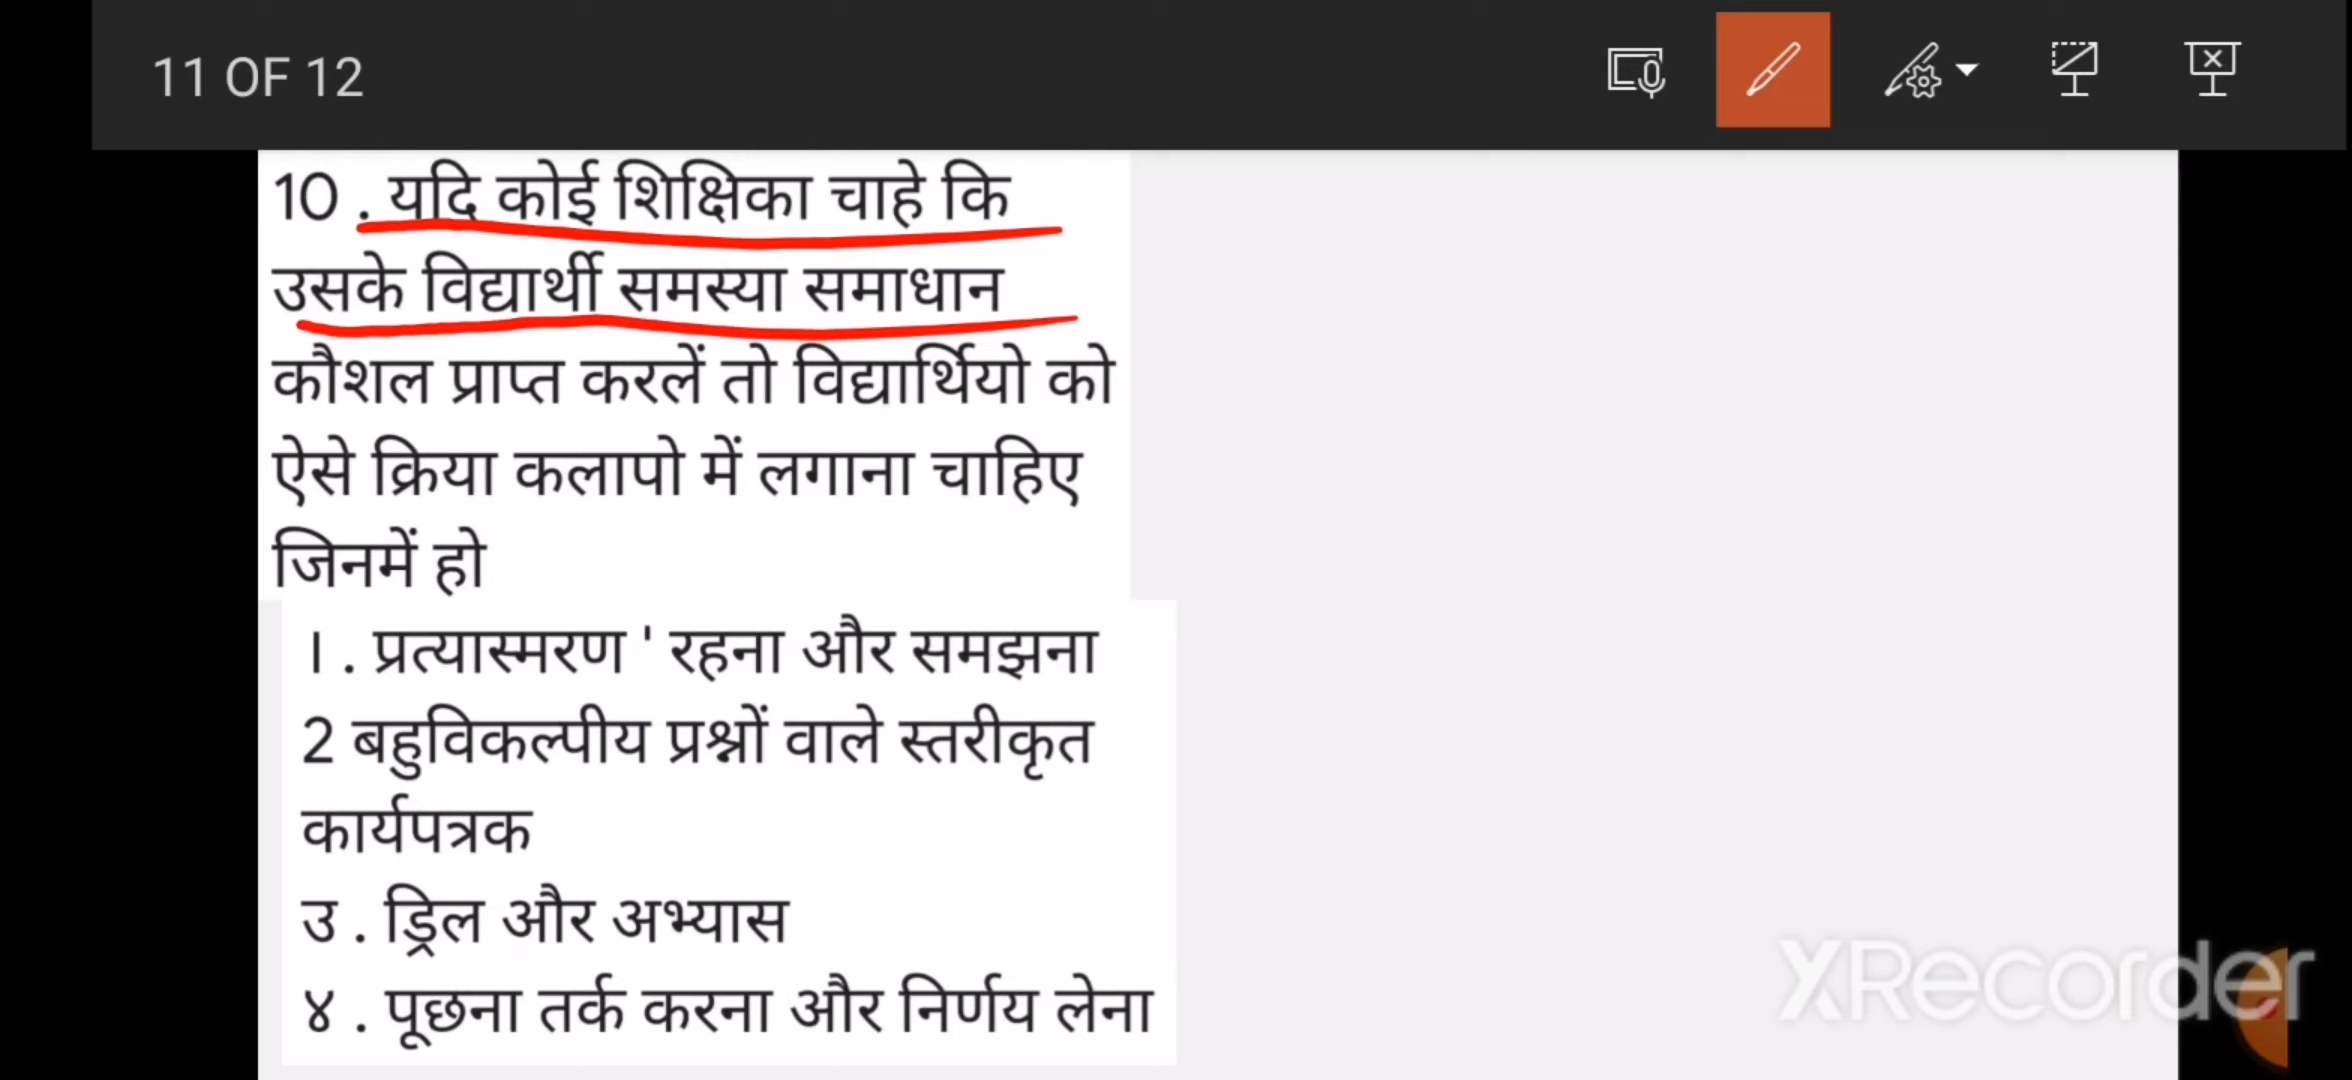 11 OF 12
10 . यदि कोई शिक्षिका चाहे कि
उसके विद्यार्थी समस्या समाधान
कौशल प्राप्त करलें तो विद्यार्थियो को
ऐसे क्रिया कलापो में लगाना चाहिए
जिनमें हो
। . प्रत्यास्मरण ' रहना और समझना
2 बहुविकल्पीय प्रश्नों वाले स्तरीकृत
कार्यपत्रक
उ . ड्रिल और अभ्यास
४ . पूछना तर्क करना और निर्णय लेना
XRecorder